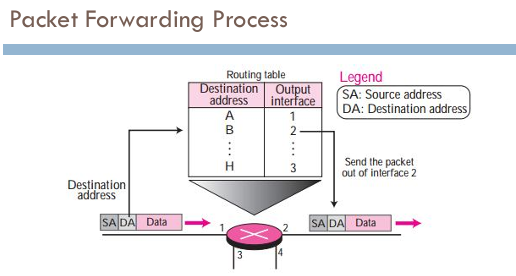 Packet Forwarding Process
Routing table
Destination address
Output interface
A 1
B 2
⋮ ⋮
H 3
Legend
SA: Source address
DA: Destination address
Send the packet
out of interface 2
Destination
address
SA DA Data
1
2
3
4
SA DA Data